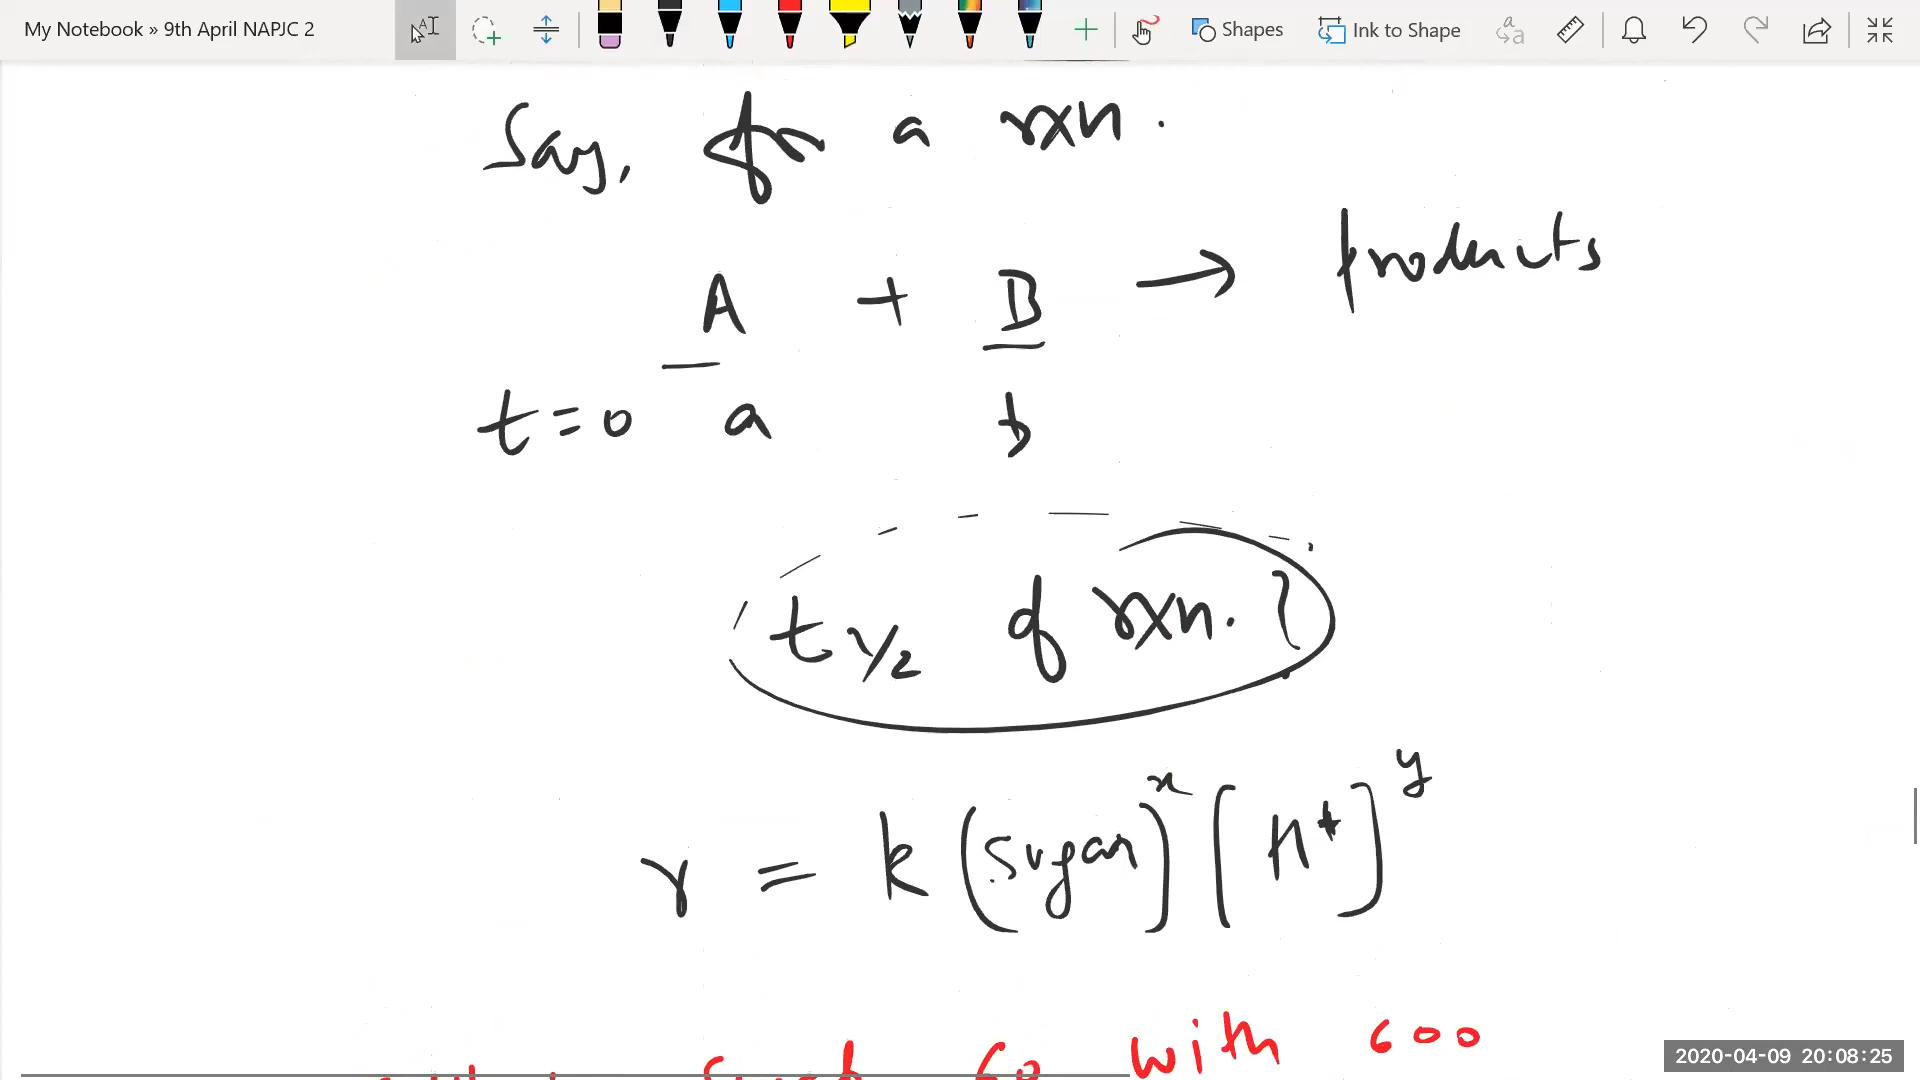 My Notebook » 9th April NAPJC 2
Shapes
Ink to Shape
Say, for a rxn.
A + B → products
t=0 a b
t 1/2 of rxn. ?
r = k (sugar)^x [H+]^y
with 600
2020-04-09 20:08:25